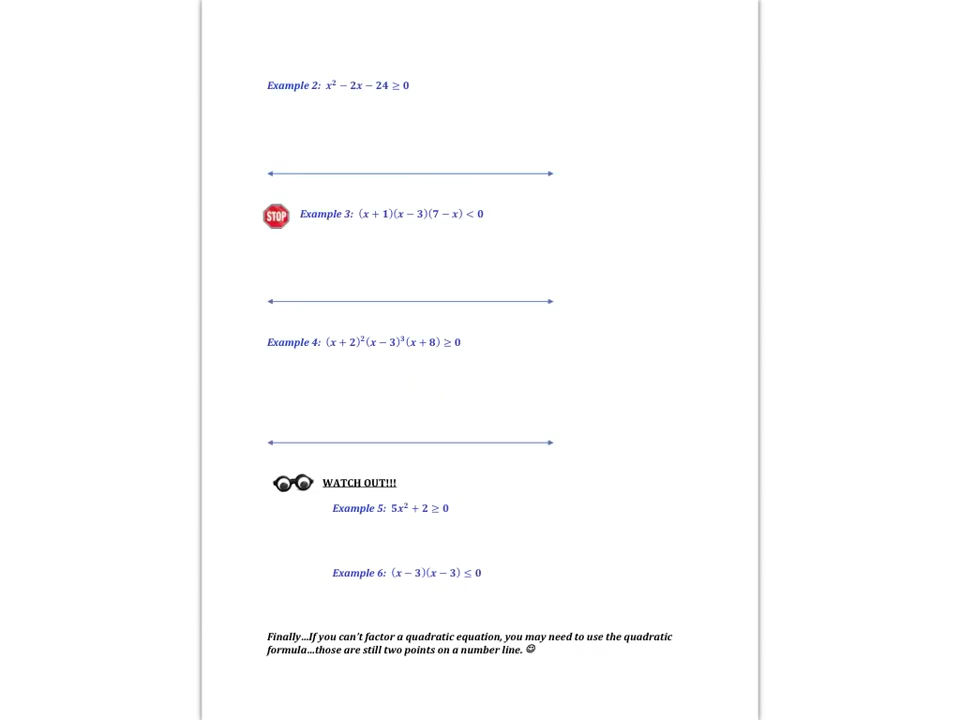 Example 2: x² − 2x − 24 ≥ 0
STOP Example 3: (x + 1)(x − 3)(7 − x) < 0
Example 4: (x + 2)²(x − 3)³(x + 8) ≥ 0
WATCH OUT!!!
Example 5: 5x² + 2 ≥ 0
Example 6: (x − 3)(x − 3) ≤ 0
Finally...If you can't factor a quadratic equation, you may need to use the quadratic
formula...those are still two points on a number line. ☺